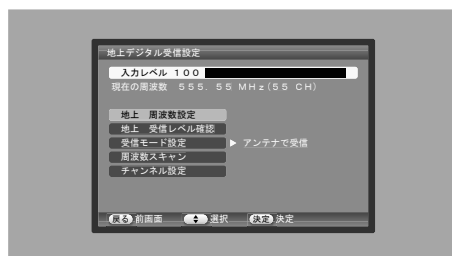 地上デジタル受信設定
入力レベル 100
現在の周波数 555. 55 MHz(55 CH)
地上 周波数設定
地上 受信レベル確認
受信モード設定 ▶ アンテナで受信
周波数スキャン
チャンネル設定
戻る 前画面 選択 決定 決定